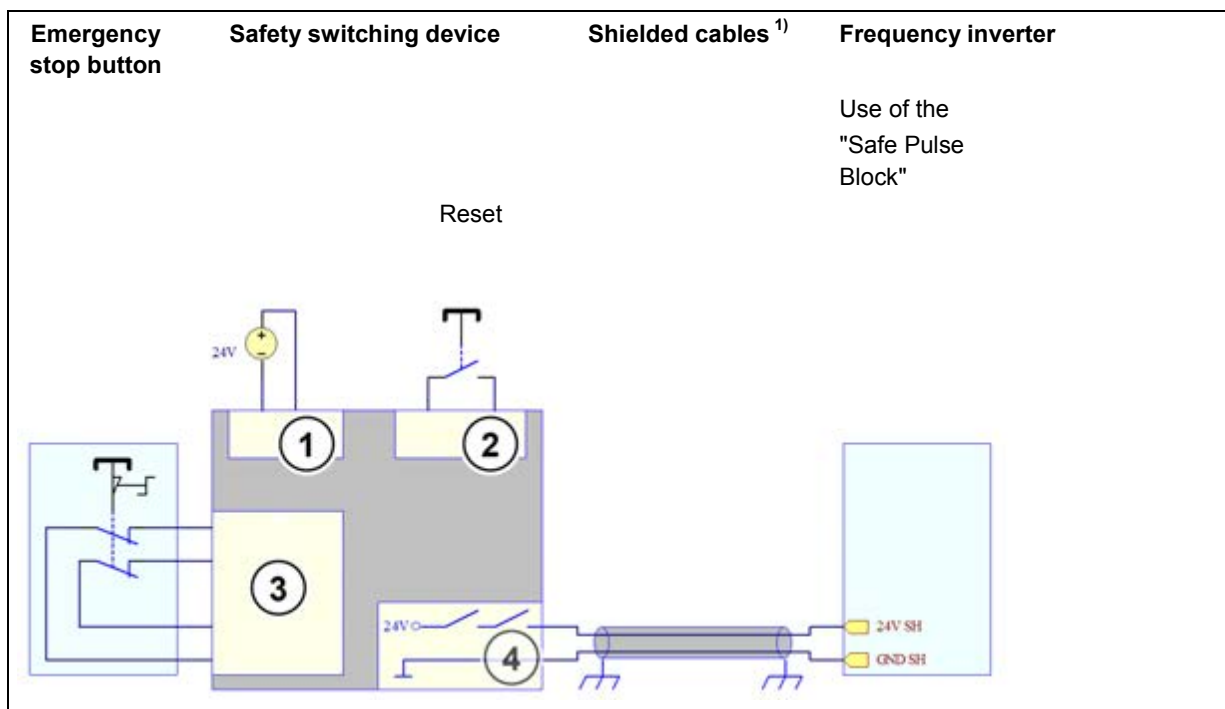 Emergency
stop button
Safety switching device
Shielded cables 1)
Frequency inverter
Use of the
"Safe Pulse
Block"
Reset
24V
1
2
3
24V
4
24V SH
GND SH